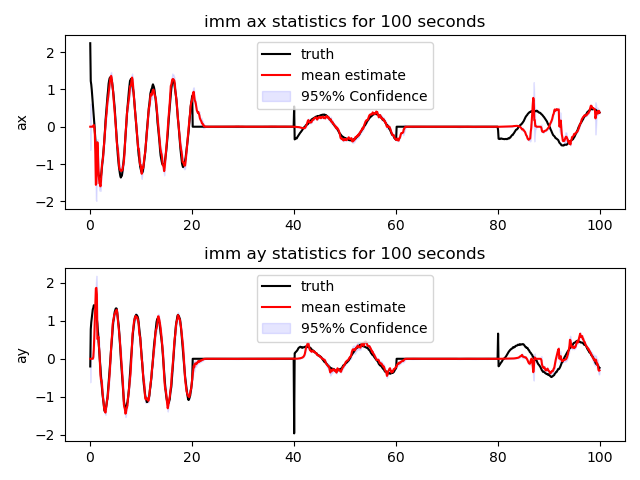 imm ax statistics for 100 seconds
truth
mean estimate
95%% Confidence
ax
2
1
0
−1
−2
0
20
40
60
80
100
imm ay statistics for 100 seconds
truth
mean estimate
95%% Confidence
ay
2
1
0
−1
−2
0
20
40
60
80
100